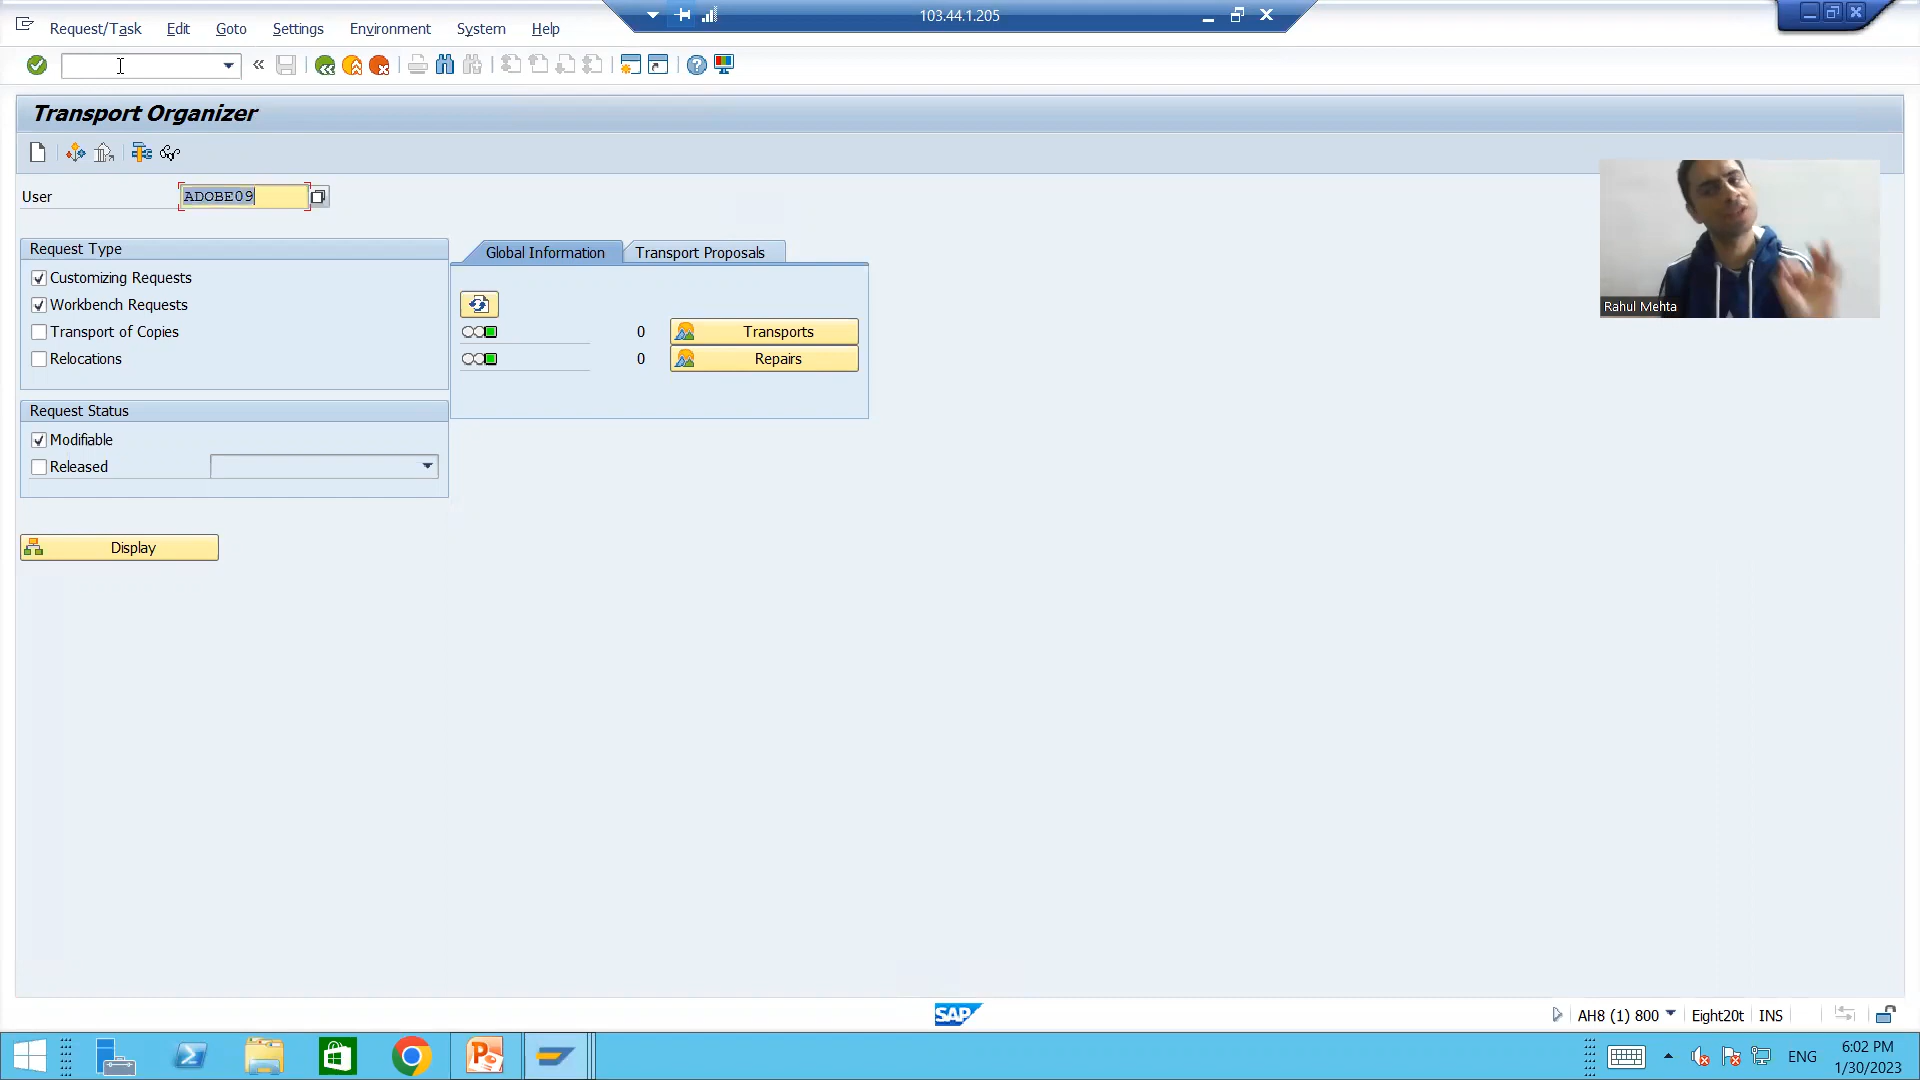 103.44.1.205
Request/Task Edit Goto Settings Environment System Help
Transport Organizer
User ADOBE09
Request Type
Customizing Requests
Workbench Requests
Transport of Copies
Relocations
Request Status
Modifiable
Released
Display
Global Information Transport Proposals
0 Transports
0 Repairs
Rahul Mehta
SAP
AH8 (1) 800 Eight20t INS
ENG
6:02 PM
1/30/2023